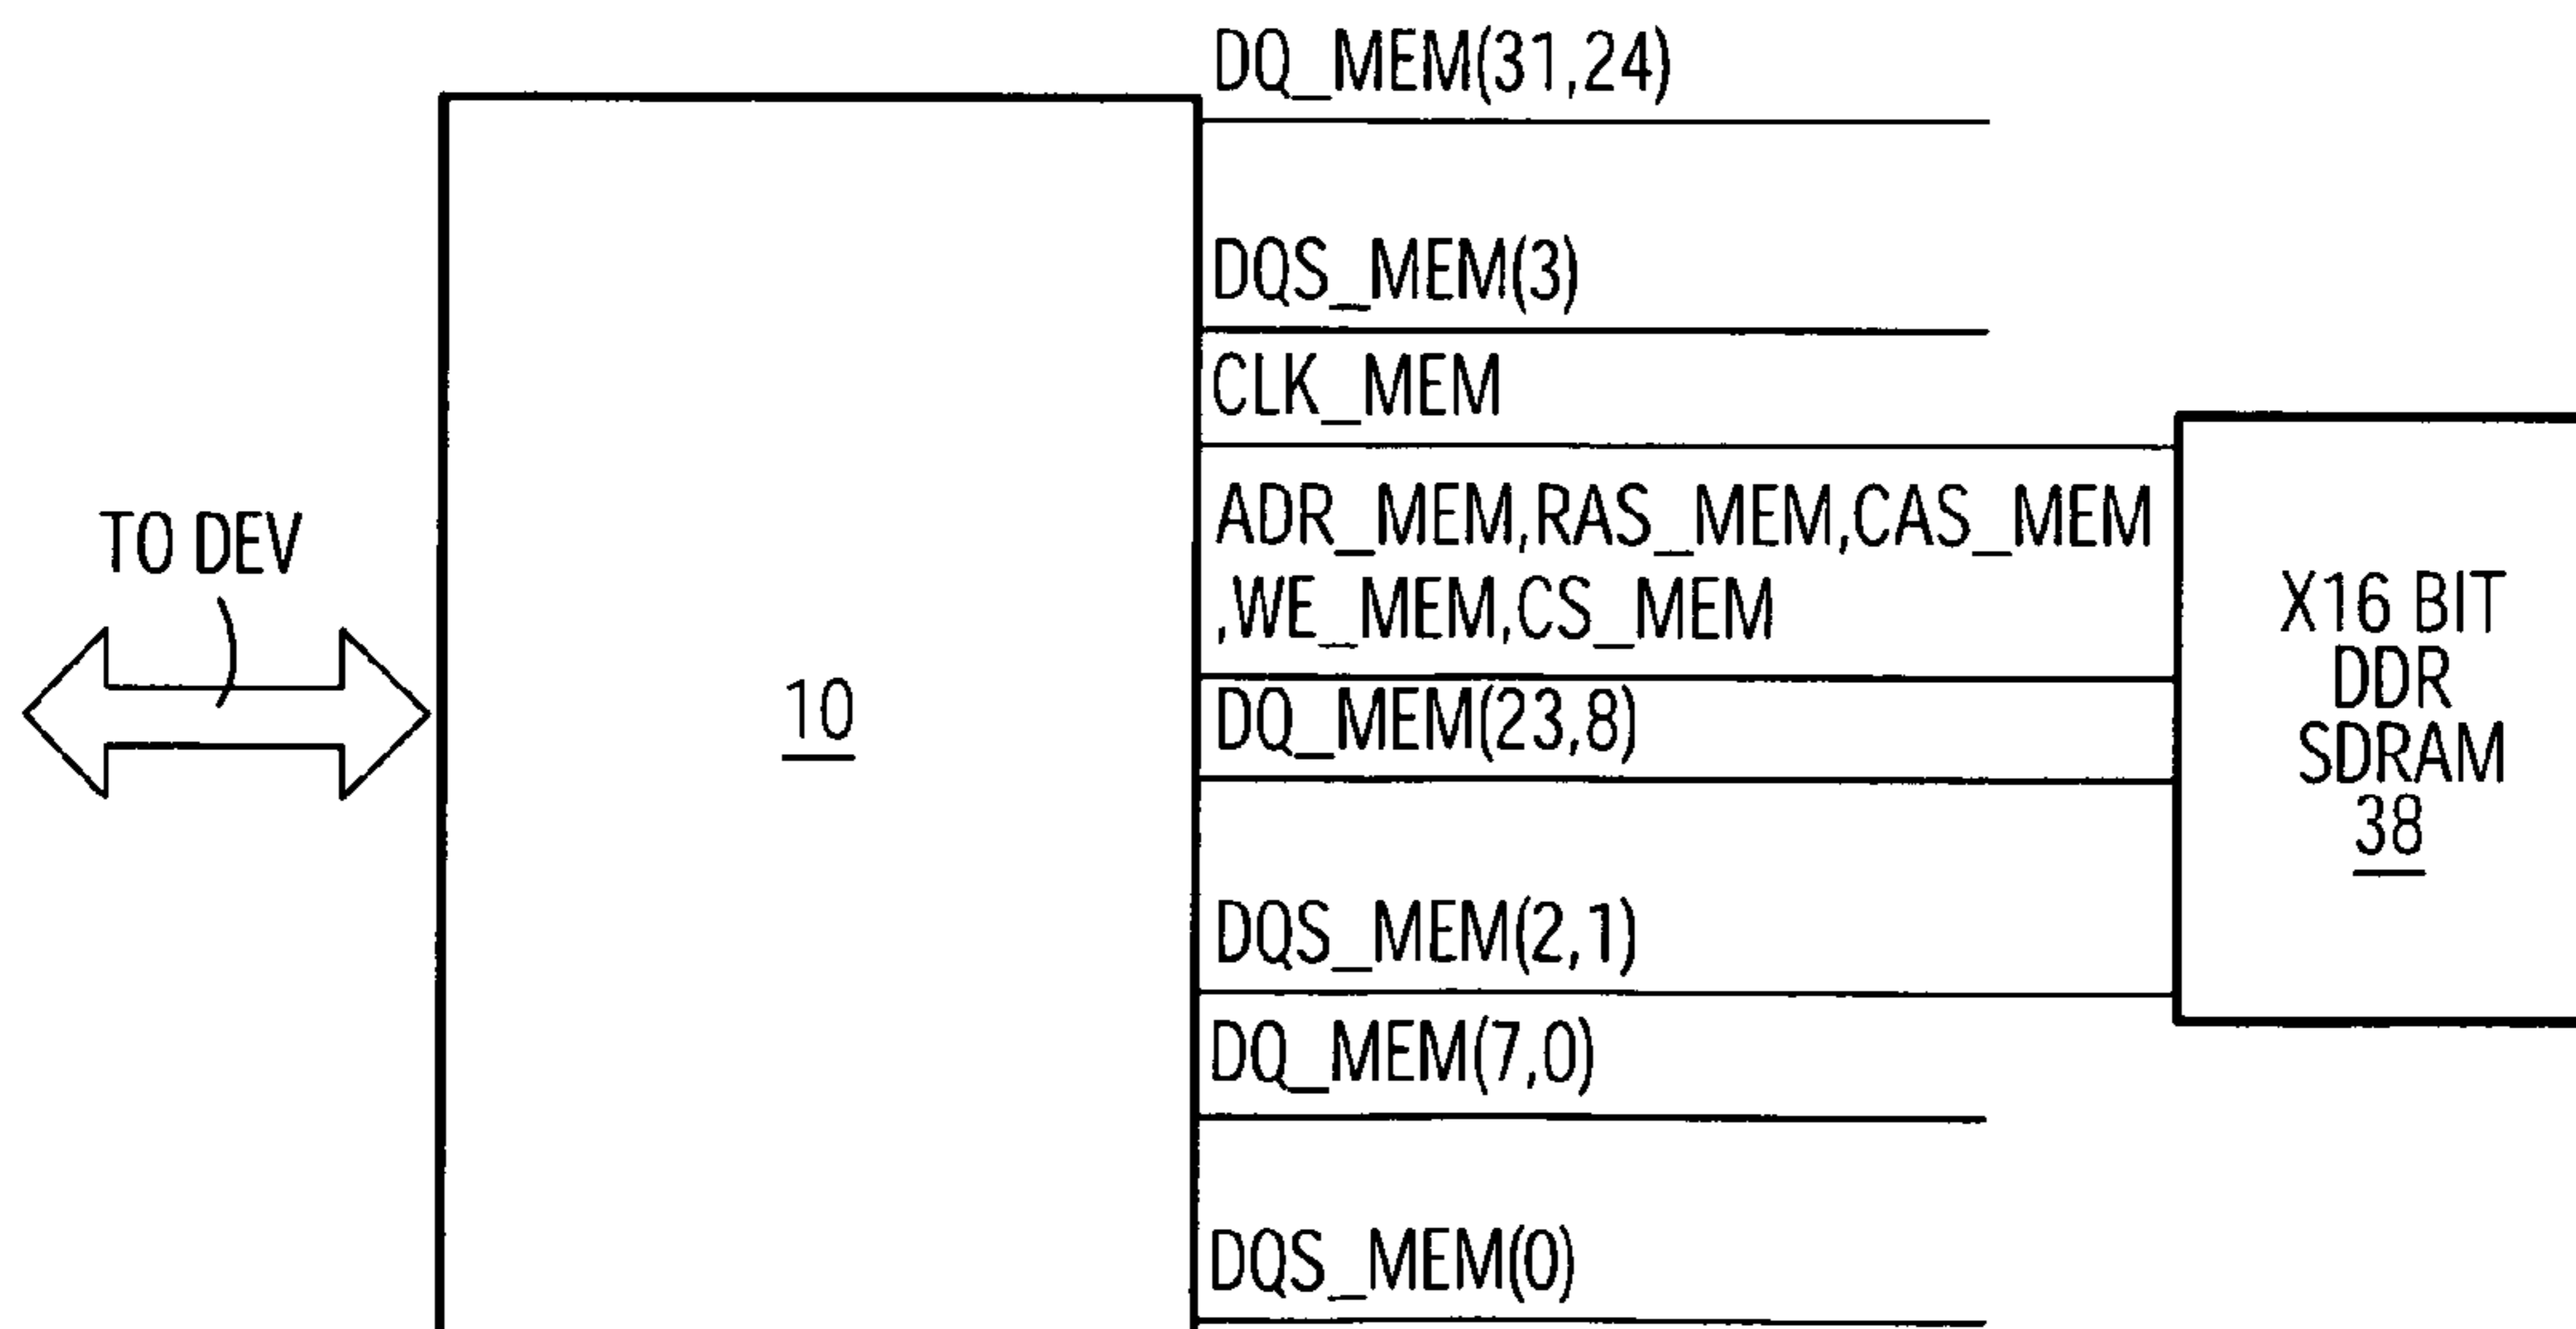 DQ_MEM(31,24)
DQS_MEM(3)
CLK_MEM
ADR_MEM,RAS_MEM,CAS_MEM
,WE_MEM,CS_MEM
TO DEV
10
DQ_MEM(23,8)
X16 BIT
DDR
SDRAM
38
DQS_MEM(2,1)
DQ_MEM(7,0)
DQS_MEM(0)